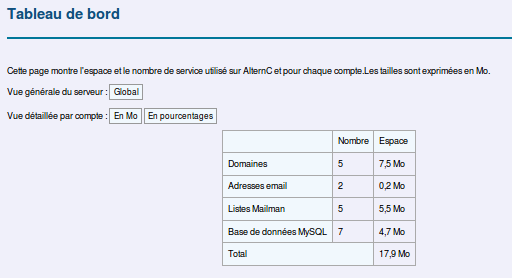 Tableau de bord
Cette page montre l'espace et le nombre de service utilisé sur AlternC et pour chaque compte.Les tailles sont exprimées en Mo.
Vue générale du serveur : Global
Vue détaillée par compte : En Mo En pourcentages
Nombre Espace
Domaines 5 7,5 Mo
Adresses email 2 0,2 Mo
Listes Mailman 5 5,5 Mo
Base de données MySQL 7 4,7 Mo
Total 17,9 Mo